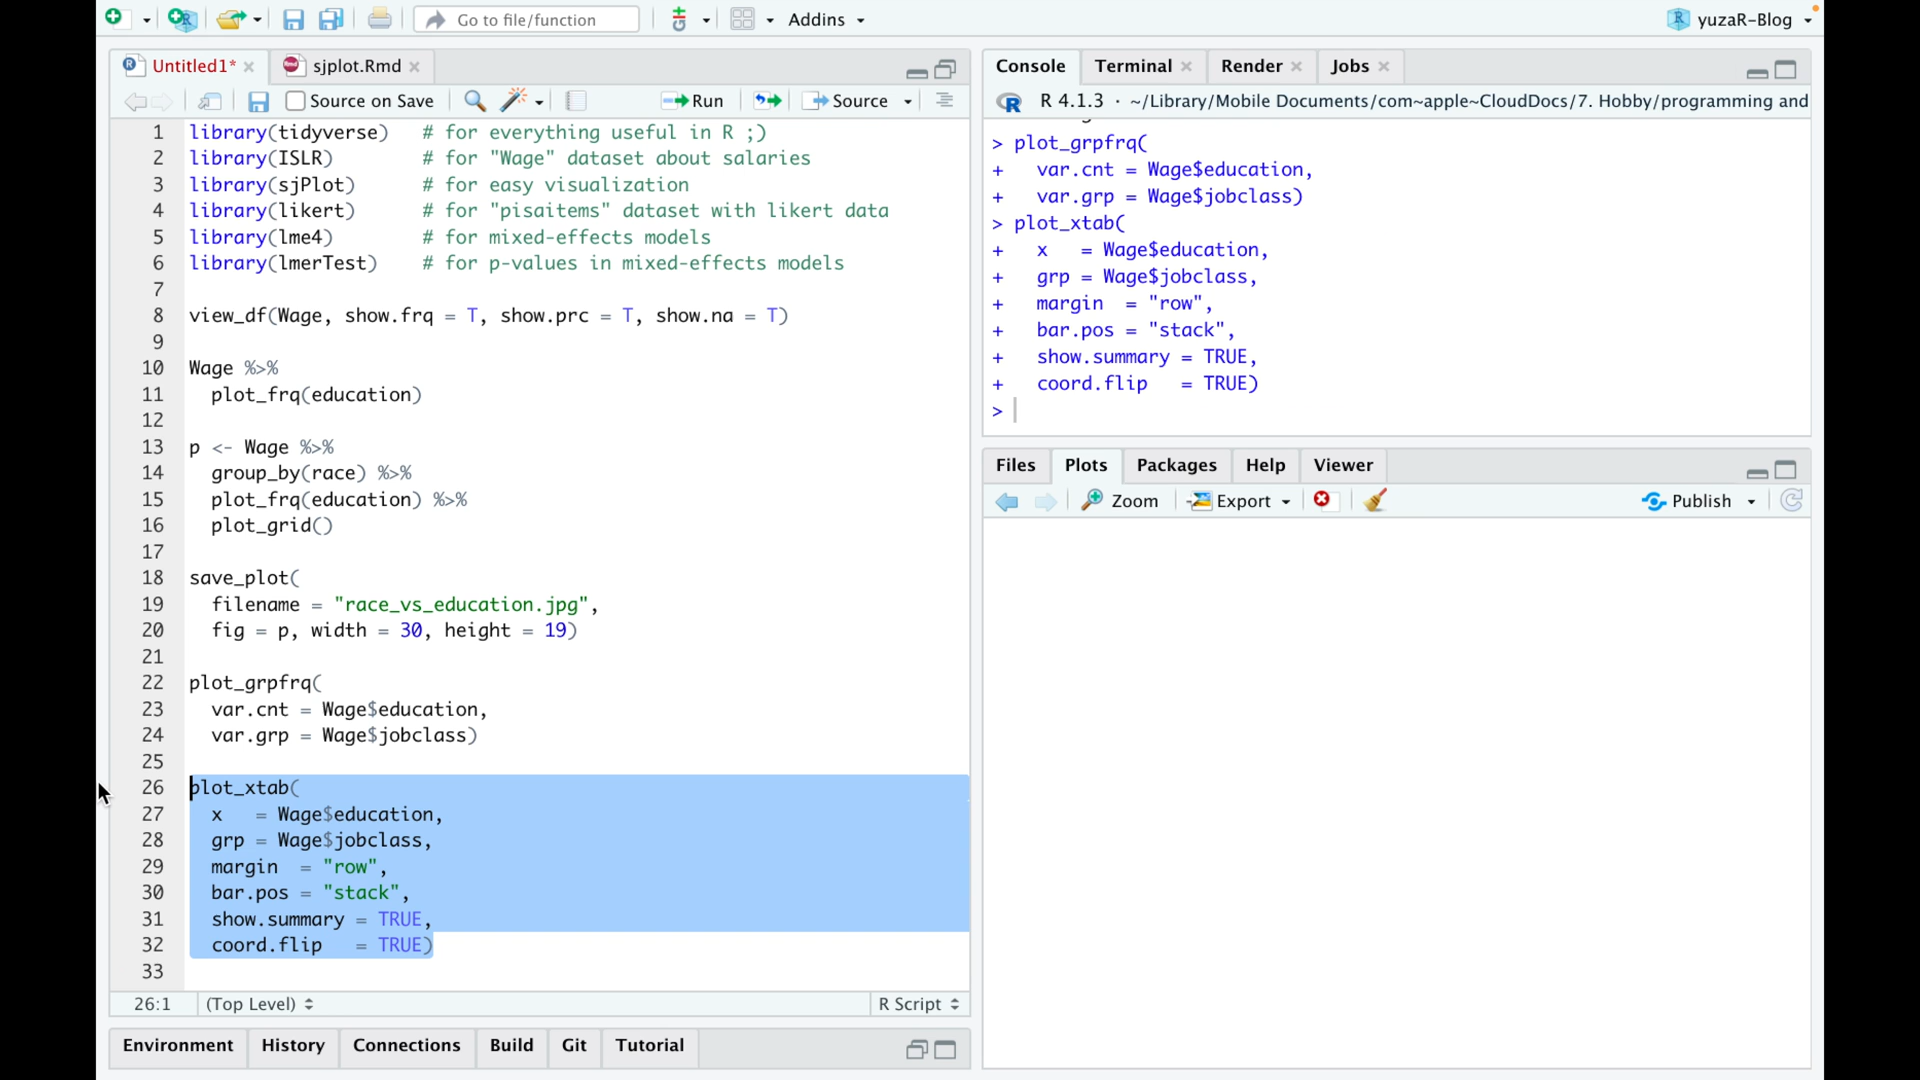 Go to file/function
Addins
yuzaR-Blog
Untitled1*
sjplot.Rmd
Source on Save
Run
Source
1 library(tidyverse) # for everything useful in R ;)
2 library(ISLR) # for "Wage" dataset about salaries
3 library(sjPlot) # for easy visualization
4 library(likert) # for "pisaitems" dataset with likert data
5 library(lme4) # for mixed-effects models
6 library(lmerTest) # for p-values in mixed-effects models
7
8 view_df(Wage, show.frq = T, show.prc = T, show.na = T)
9
10 Wage %>%
11 plot_frq(education)
12
13 p <- Wage %>%
14 group_by(race) %>%
15 plot_frq(education) %>%
16 plot_grid()
17
18 save_plot(
19 filename = "race_vs_education.jpg",
20 fig = p, width = 30, height = 19)
21
22 plot_grpfrq(
23 var.cnt = Wage$education,
24 var.grp = Wage$jobclass)
25
26 plot_xtab(
27 x = Wage$education,
28 grp = Wage$jobclass,
29 margin = "row",
30 bar.pos = "stack",
31 show.summary = TRUE,
32 coord.flip = TRUE)
33
26:1 (Top Level) R Script
Environment History Connections Build Git Tutorial
Console Terminal Render Jobs
R 4.1.3 · ~/Library/Mobile Documents/com~apple~CloudDocs/7. Hobby/programming and
> plot_grpfrq(
+ var.cnt = Wage$education,
+ var.grp = Wage$jobclass)
> plot_xtab(
+ x = Wage$education,
+ grp = Wage$jobclass,
+ margin = "row",
+ bar.pos = "stack",
+ show.summary = TRUE,
+ coord.flip = TRUE)
>
Files Plots Packages Help Viewer
Zoom Export Publish